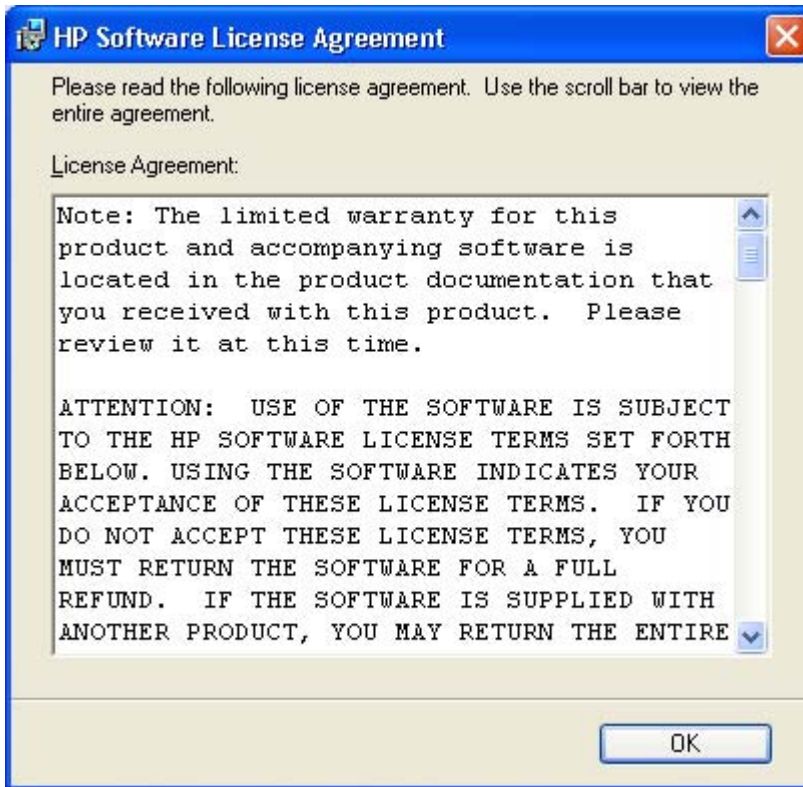 HP Software License Agreement
Please read the following license agreement.  Use the scroll bar to view the
entire agreement.
License Agreement:
Note: The limited warranty for this
product and accompanying software is
located in the product documentation that
you received with this product.  Please
review it at this time.
ATTENTION:  USE OF THE SOFTWARE IS SUBJECT
TO THE HP SOFTWARE LICENSE TERMS SET FORTH
BELOW. USING THE SOFTWARE INDICATES YOUR
ACCEPTANCE OF THESE LICENSE TERMS.  IF YOU
DO NOT ACCEPT THESE LICENSE TERMS, YOU
MUST RETURN THE SOFTWARE FOR A FULL
REFUND.  IF THE SOFTWARE IS SUPPLIED WITH
ANOTHER PRODUCT, YOU MAY RETURN THE ENTIRE
OK